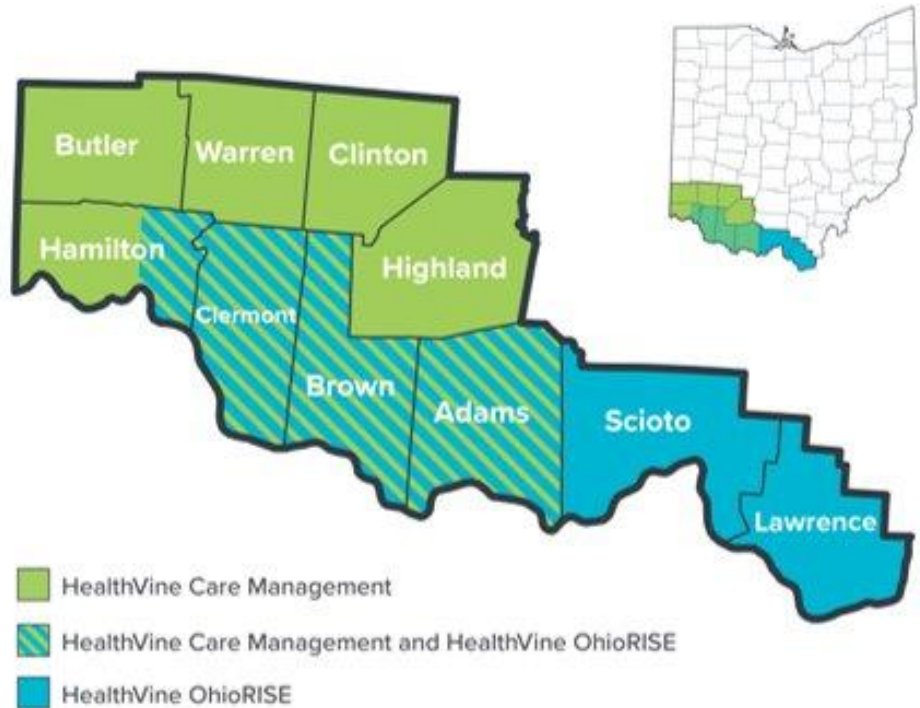 Butler
Warren
Clinton
Hamilton
Highland
Clermont
Brown
Adams
Scioto
Lawrence
HealthVine Care Management
HealthVine Care Management and HealthVine OhioRISE
HealthVine OhioRISE